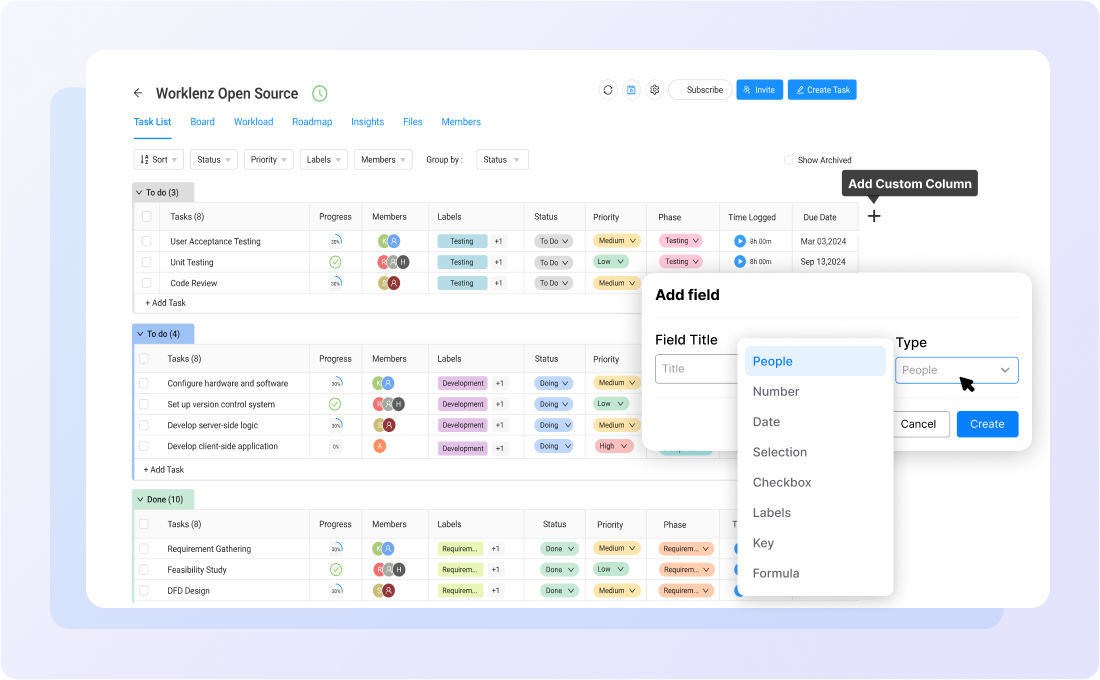 Worklenz Open Source
Subscribe Invite Create Task
Task List Board Workload Roadmap Insights Files Members
Sort Status Priority Labels Members Group by : Status Show Archived
Add Custom Column
To do (3)
Tasks (8) Progress Members Labels Status Priority Phase Time Logged Due Date
User Acceptance Testing 30% K Testing +1 To Do Medium Testing 8h 00m Mar 03,2024
Unit Testing R H Testing +1 To Do Low Testing 8h 00m Sep 13,2024
Code Review 30% Testing +1 To Do Medium
+ Add Task
Add field
Field Title Type
Title People
People
Number
Date
Selection
Checkbox
Labels
Key
Formula
Cancel Create
To do (4)
Tasks (8) Progress Members Labels Status Priority
Configure hardware and software 30% K Development +1 Doing Medium
Set up version control system R H Development +1 Doing Low
Develop server-side logic 30% Development +1 Doing Medium
Develop client-side application 0% A Development +1 Doing High
+ Add Task
Done (10)
Tasks (8) Progress Members Labels Status Priority Phase T
Requirement Gathering 30% K Requirem... +1 Done Medium Requirem...
Feasibility Study R H Requirem... +1 Done Low Requirem...
DFD Design 30% Requirem... +1 Done Medium Requirem...